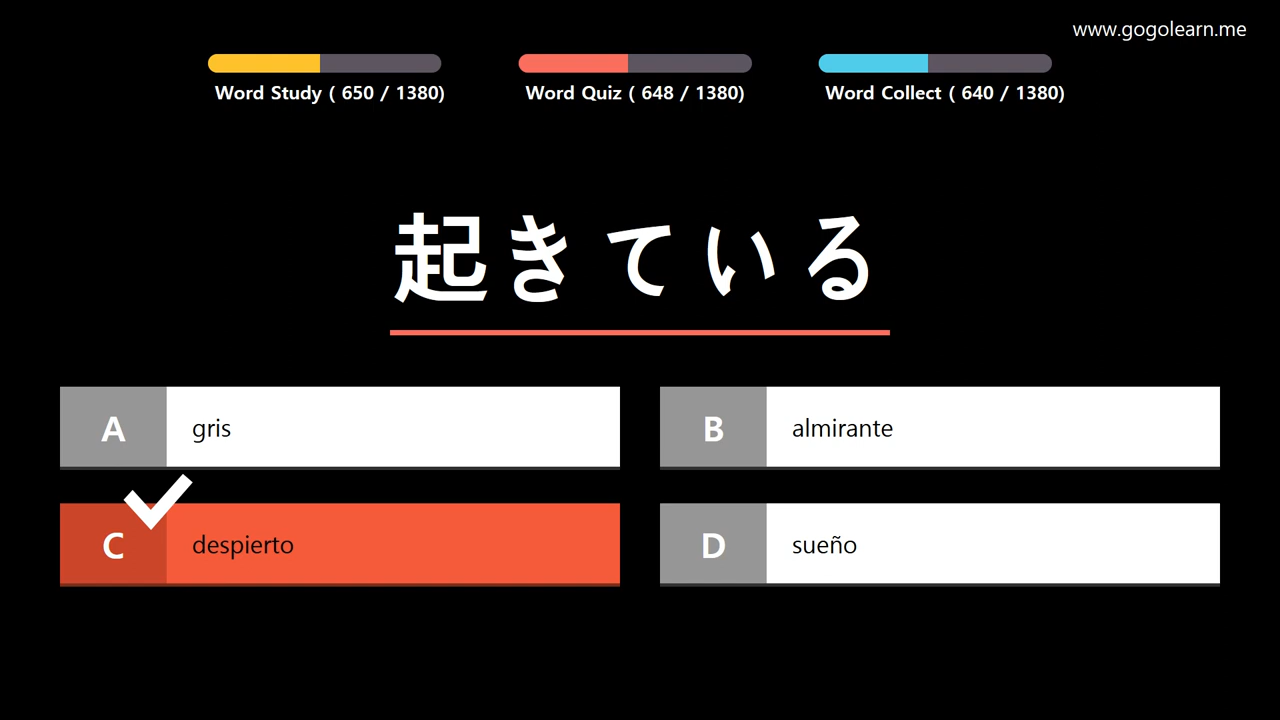 www.gogolearn.me
Word Study ( 650 / 1380)
Word Quiz ( 648 / 1380)
Word Collect ( 640 / 1380)
起きている
A gris
B almirante
C despierto
D sueño